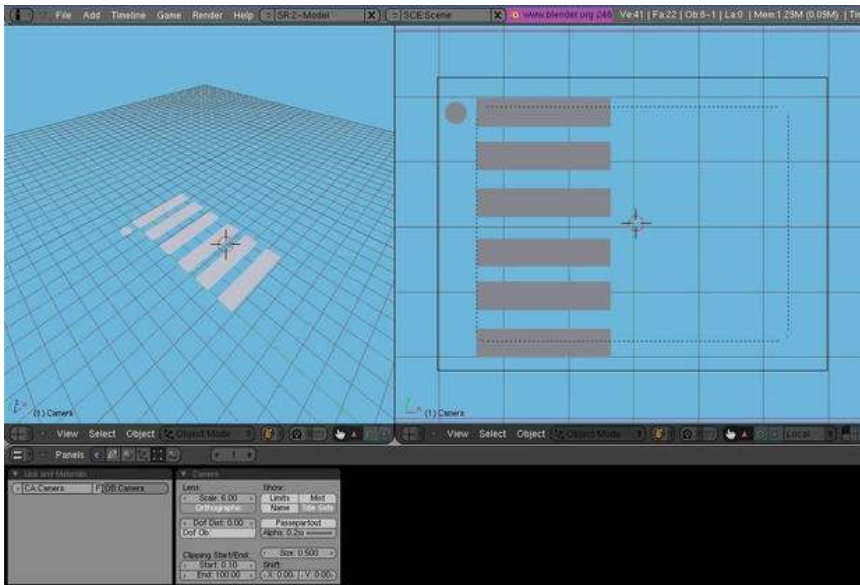 File Add Timeline Game Render Help SR:2-Model X SCE:Scene X www.blender.org 246 Ve:41 | Fa:22 | Ob:6-1 | La:0 | Mem:1.29M (0.05M)
(1) Camera
(1) Camera
View Select Object Object Mode
View Select Object Object Mode Local
Panels 1
Link and Materials
Camera
CA:Camera F OB:Camera
Lens: Show:
Scale: 6.00 Limits Mist
Orthographic Name Title Safe
Dof Dist: 0.00 Passepartout
Dof Ob: Alpha: 0.2
Clipping Start/End: Size: 0.500
Start: 0.10 Shift:
End: 100.00 X: 0.00 Y: 0.00